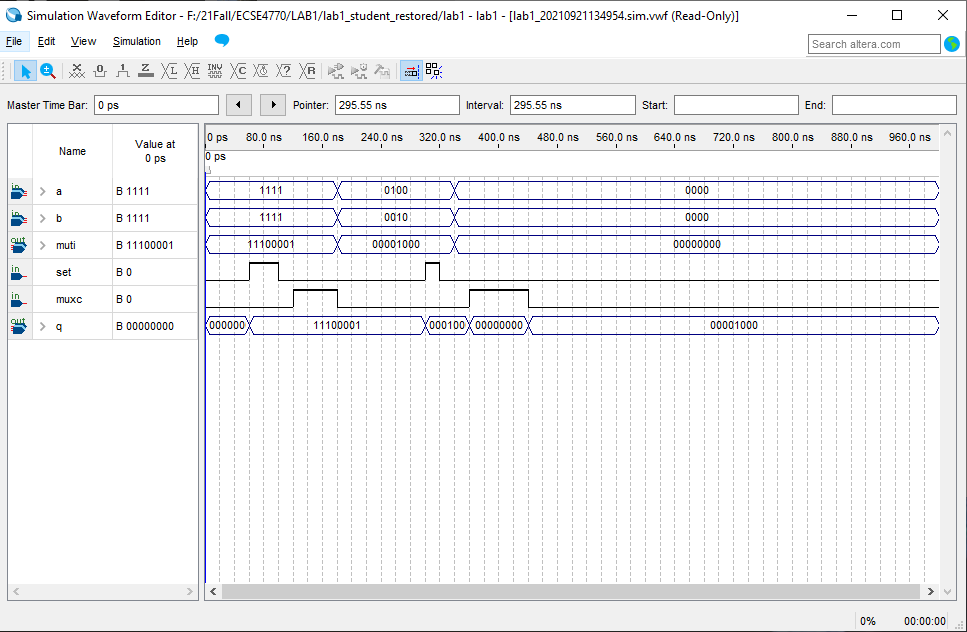 Simulation Waveform Editor - F:/21Fall/ECSE4770/LAB1/lab1_student_restored/lab1 - lab1 - [lab1_20210921134954.sim.vwf (Read-Only)]
File Edit View Simulation Help
Search altera.com
Master Time Bar: 0 ps Pointer: 295.55 ns Interval: 295.55 ns Start: End:
Name Value at 0 ps
0 ps 80.0 ns 160.0 ns 240.0 ns 320.0 ns 400.0 ns 480.0 ns 560.0 ns 640.0 ns 720.0 ns 800.0 ns 880.0 ns 960.0 ns
0 ps
a B 1111 1111 0100 0000
b B 1111 1111 0010 0000
muti B 11100001 11100001 00001000 00000000
set B 0
muxc B 0
q B 00000000 000000 11100001 000100 00000000 00001000
0% 00:00:00